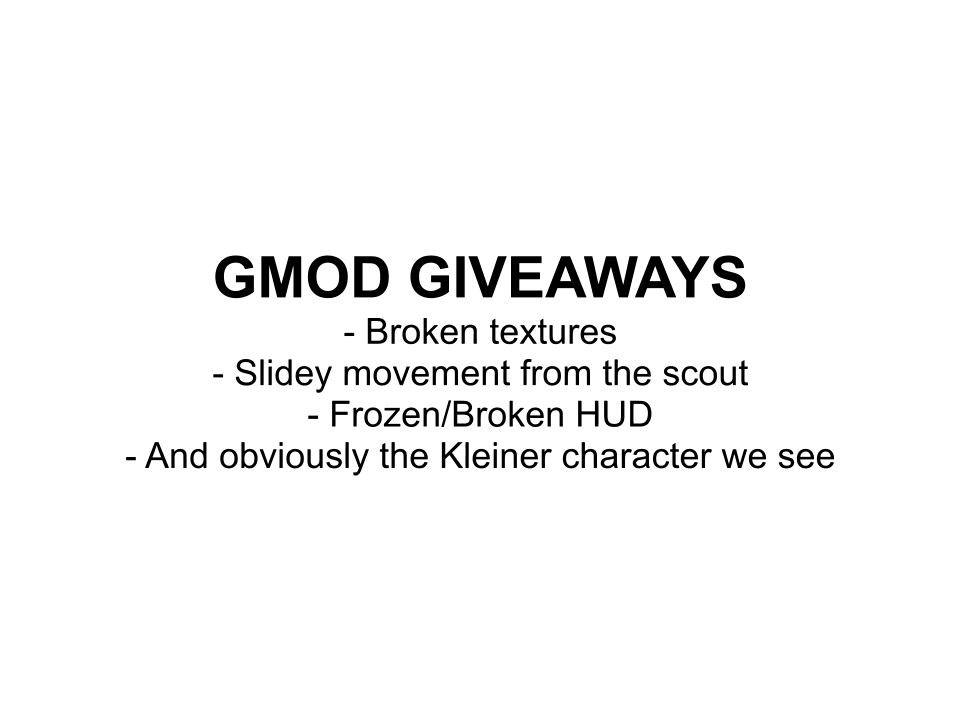 GMOD GIVEAWAYS
- Broken textures
- Slidey movement from the scout
- Frozen/Broken HUD
- And obviously the Kleiner character we see